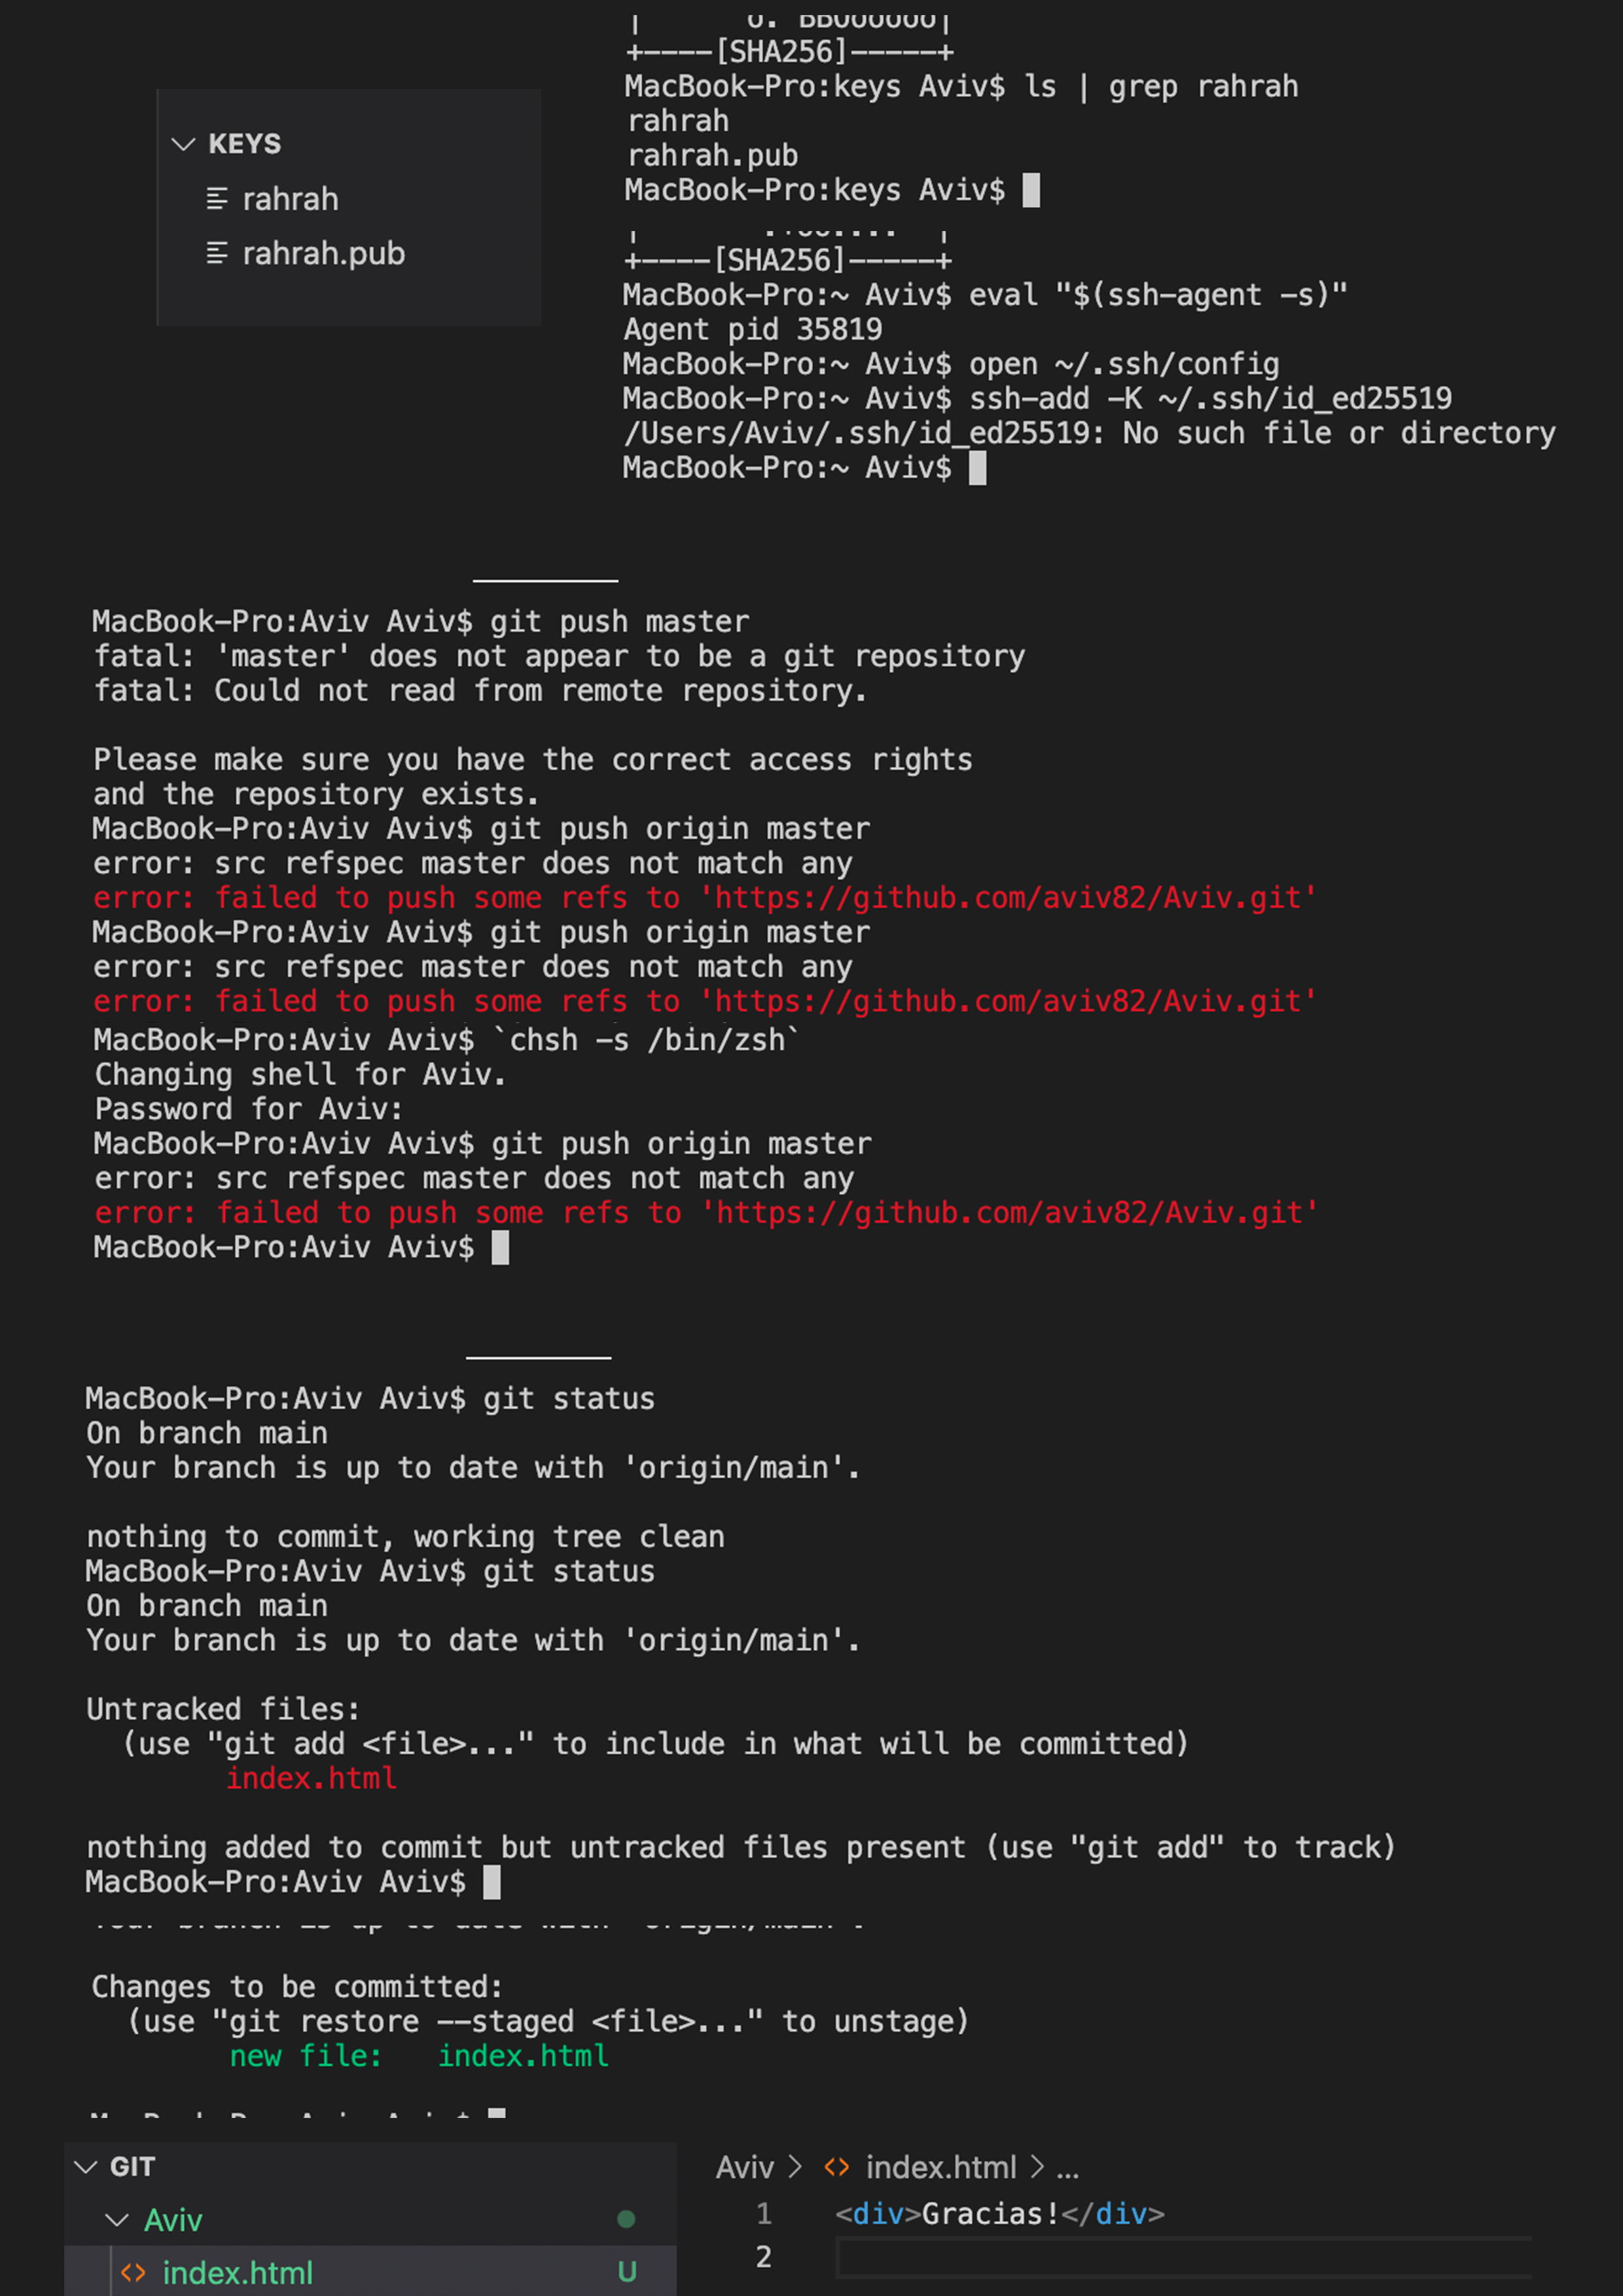 KEYS
rahrah
rahrah.pub
+----[SHA256]-----+
MacBook-Pro:keys Aviv$ ls | grep rahrah
rahrah
rahrah.pub
MacBook-Pro:keys Aviv$
+----[SHA256]-----+
MacBook-Pro:~ Aviv$ eval "$(ssh-agent -s)"
Agent pid 35819
MacBook-Pro:~ Aviv$ open ~/.ssh/config
MacBook-Pro:~ Aviv$ ssh-add -K ~/.ssh/id_ed25519
/Users/Aviv/.ssh/id_ed25519: No such file or directory
MacBook-Pro:~ Aviv$
MacBook-Pro:Aviv Aviv$ git push master
fatal: 'master' does not appear to be a git repository
fatal: Could not read from remote repository.
Please make sure you have the correct access rights
and the repository exists.
MacBook-Pro:Aviv Aviv$ git push origin master
error: src refspec master does not match any
error: failed to push some refs to 'https://github.com/aviv82/Aviv.git'
MacBook-Pro:Aviv Aviv$ git push origin master
error: src refspec master does not match any
error: failed to push some refs to 'https://github.com/aviv82/Aviv.git'
MacBook-Pro:Aviv Aviv$ `chsh -s /bin/zsh`
Changing shell for Aviv.
Password for Aviv:
MacBook-Pro:Aviv Aviv$ git push origin master
error: src refspec master does not match any
error: failed to push some refs to 'https://github.com/aviv82/Aviv.git'
MacBook-Pro:Aviv Aviv$
MacBook-Pro:Aviv Aviv$ git status
On branch main
Your branch is up to date with 'origin/main'.
nothing to commit, working tree clean
MacBook-Pro:Aviv Aviv$ git status
On branch main
Your branch is up to date with 'origin/main'.
Untracked files:
(use "git add <file>..." to include in what will be committed)
index.html
nothing added to commit but untracked files present (use "git add" to track)
MacBook-Pro:Aviv Aviv$
Your branch is up to date with 'origin/main'.
Changes to be committed:
(use "git restore --staged <file>..." to unstage)
new file: index.html
MacBook-Pro:Aviv Aviv$
GIT
Aviv
index.html U
Aviv > <> index.html > ...
1 <div>Gracias!</div>
2